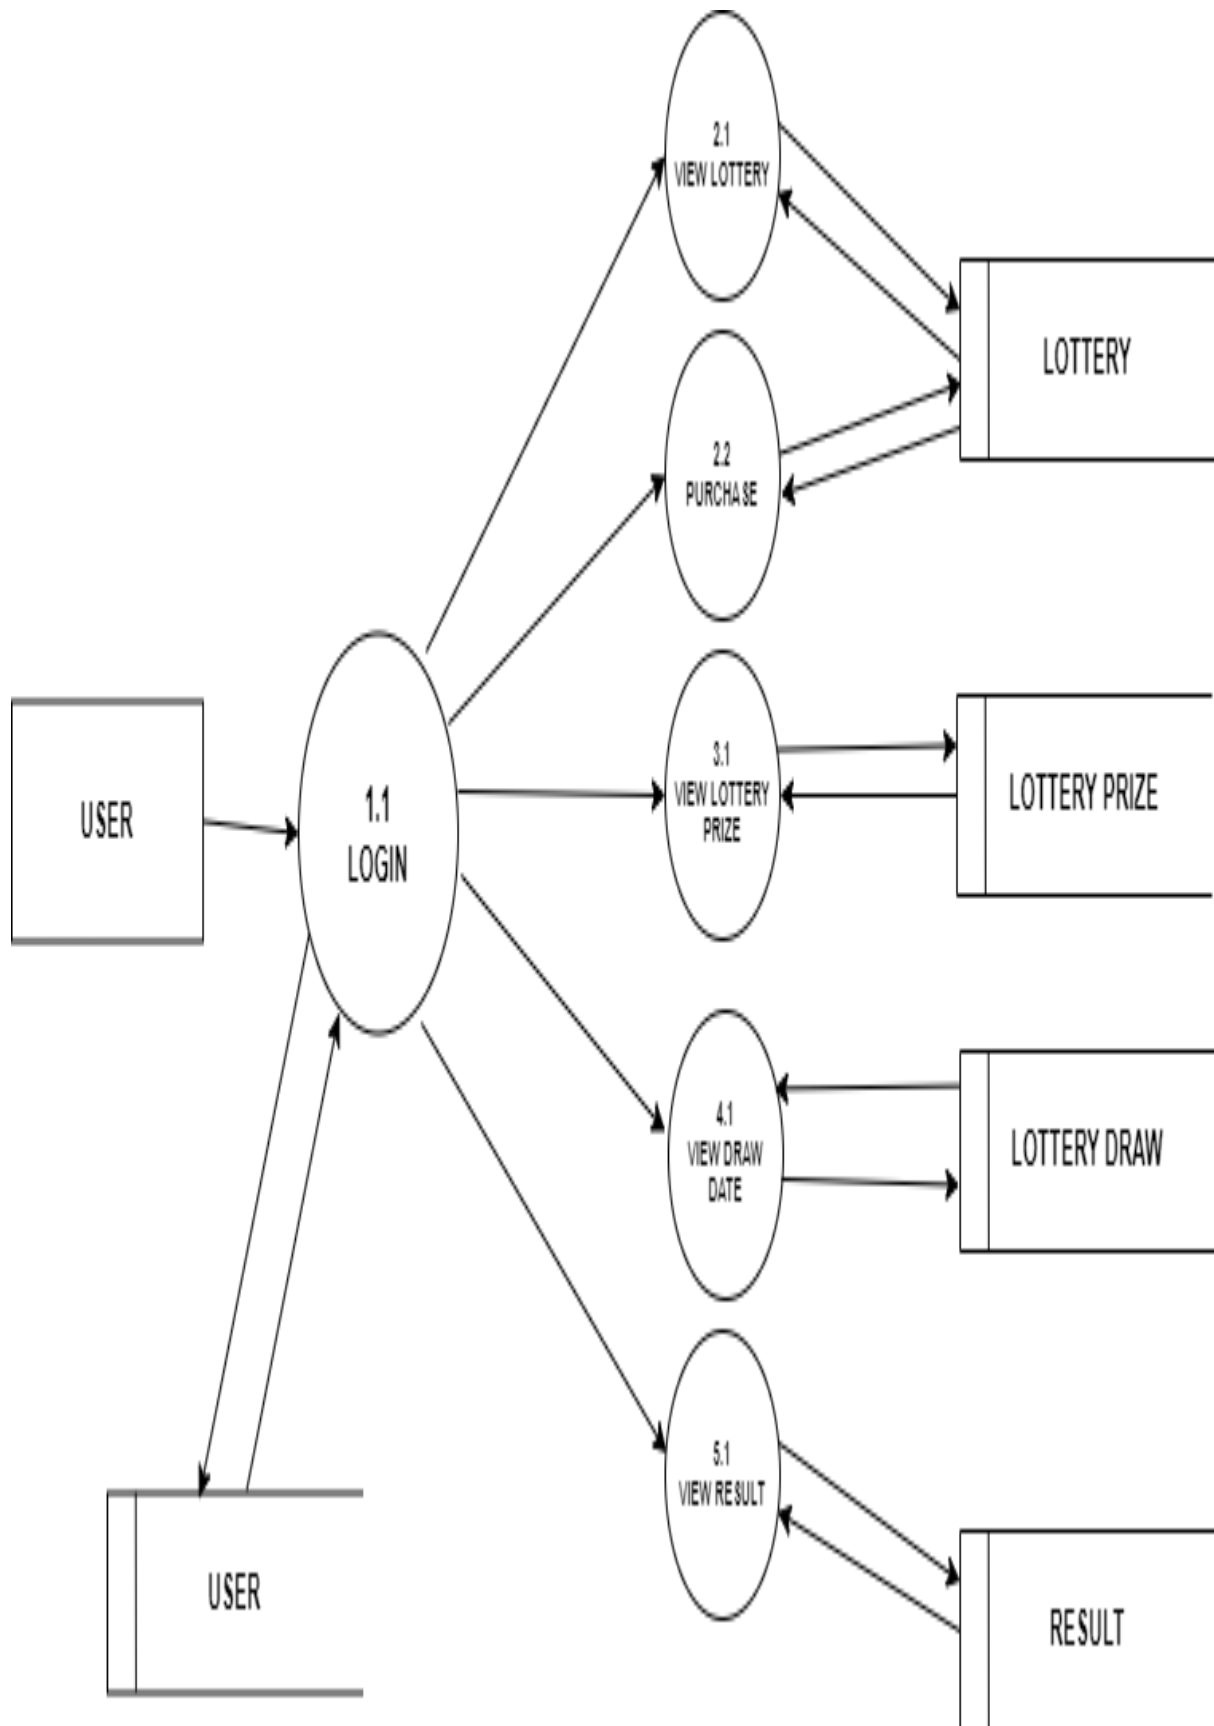 2.1
VIEW LOTTERY
LOTTERY
2.2
PURCHASE
USER
1.1
LOGIN
3.1
VIEW LOTTERY
PRIZE
LOTTERY PRIZE
4.1
VIEW DRAW
DATE
LOTTERY DRAW
5.1
VIEW RESULT
USER
RESULT